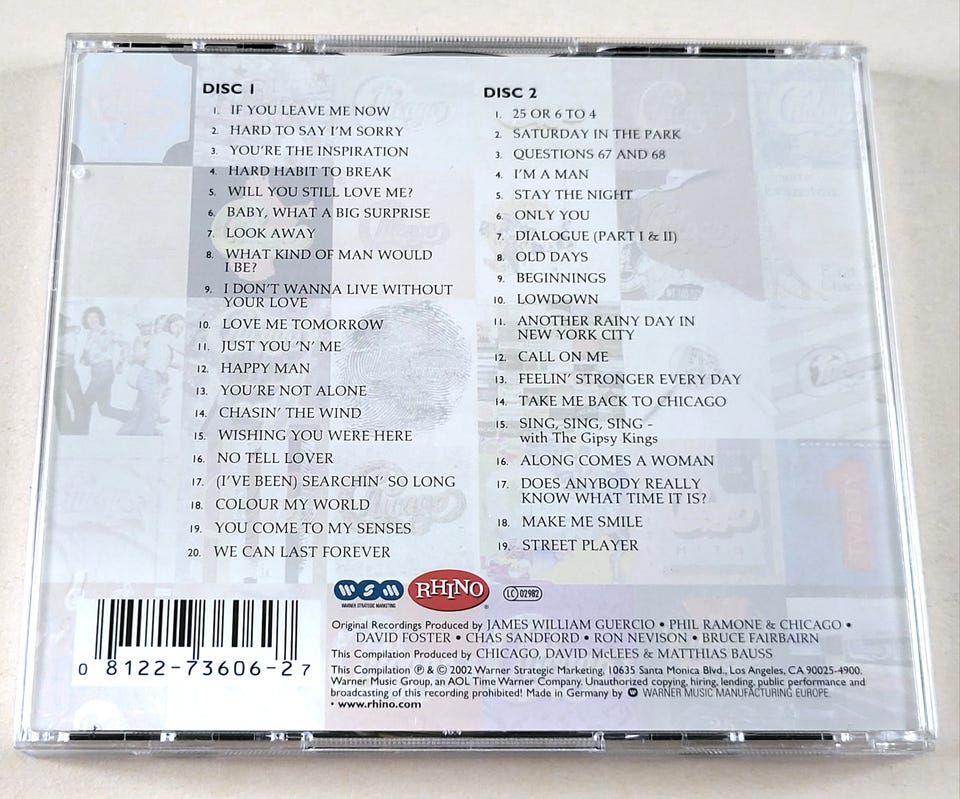 DISC 1
1. IF YOU LEAVE ME NOW
2. HARD TO SAY I'M SORRY
3. YOU'RE THE INSPIRATION
4. HARD HABIT TO BREAK
5. WILL YOU STILL LOVE ME?
6. BABY, WHAT A BIG SURPRISE
7. LOOK AWAY
8. WHAT KIND OF MAN WOULD
I BE?
9. I DON'T WANNA LIVE WITHOUT
YOUR LOVE
10. LOVE ME TOMORROW
11. JUST YOU 'N' ME
12. HAPPY MAN
13. YOU'RE NOT ALONE
14. CHASIN' THE WIND
15. WISHING YOU WERE HERE
16. NO TELL LOVER
17. (I'VE BEEN) SEARCHIN' SO LONG
18. COLOUR MY WORLD
19. YOU COME TO MY SENSES
20. WE CAN LAST FOREVER
DISC 2
1. 25 OR 6 TO 4
2. SATURDAY IN THE PARK
3. QUESTIONS 67 AND 68
4. I'M A MAN
5. STAY THE NIGHT
6. ONLY YOU
7. DIALOGUE (PART I & II)
8. OLD DAYS
9. BEGINNINGS
10. LOWDOWN
11. ANOTHER RAINY DAY IN
NEW YORK CITY
12. CALL ON ME
13. FEELIN' STRONGER EVERY DAY
14. TAKE ME BACK TO CHICAGO
15. SING, SING, SING -
with The Gipsy Kings
16. ALONG COMES A WOMAN
17. DOES ANYBODY REALLY
KNOW WHAT TIME IT IS?
18. MAKE ME SMILE
19. STREET PLAYER
WSM
WARNER STRATEGIC MARKETING
RHINO
LC 02982
Original Recordings Produced by JAMES WILLIAM GUERCIO • PHIL RAMONE & CHICAGO •
DAVID FOSTER • CHAS SANDFORD • RON NEVISON • BRUCE FAIRBAIRN
This Compilation Produced by CHICAGO, DAVID McLEES & MATTHIAS BAUSS
This Compilation ℗ & © 2002 Warner Strategic Marketing, 10635 Santa Monica Blvd., Los Angeles, CA 90025-4900.
Warner Music Group, an AOL Time Warner Company. Unauthorized copying, hiring, lending, public performance and
broadcasting of this recording prohibited! Made in Germany by WARNER MUSIC MANUFACTURING EUROPE.
• www.rhino.com
0 8122-73606-2 7